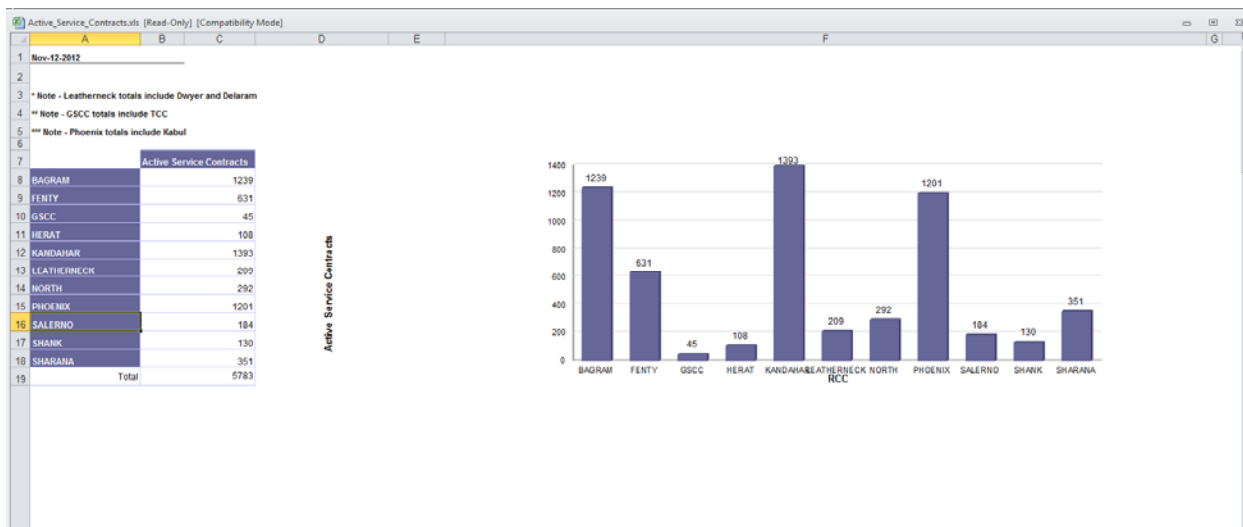 Active_Service_Contracts.xls [Read-Only] [Compatibility Mode]
A B C D E F G
1 Nov-12-2012
2
3 * Note - Leatherneck totals include Dwyer and Delaram
4 ** Note - GSCC totals include TCC
5 *** Note - Phoenix totals include Kabul
6
7 Active Service Contracts
8 BAGRAM 1239
9 FENTY 631
10 GSCC 45
11 HERAT 108
12 KANDAHAR 1393
13 LEATHERNECK 209
14 NORTH 292
15 PHOENIX 1201
16 SALERNO 184
17 SHANK 130
18 SHARANA 351
19 Total 5783
Active Service Contracts
1400
1200
1000
800
600
400
200
0
1239 631 45 108 1393 209 292 1201 184 130 351
BAGRAM FENTY GSCC HERAT KANDAHAR LEATHERNECK NORTH PHOENIX SALERNO SHANK SHARANA
RCC